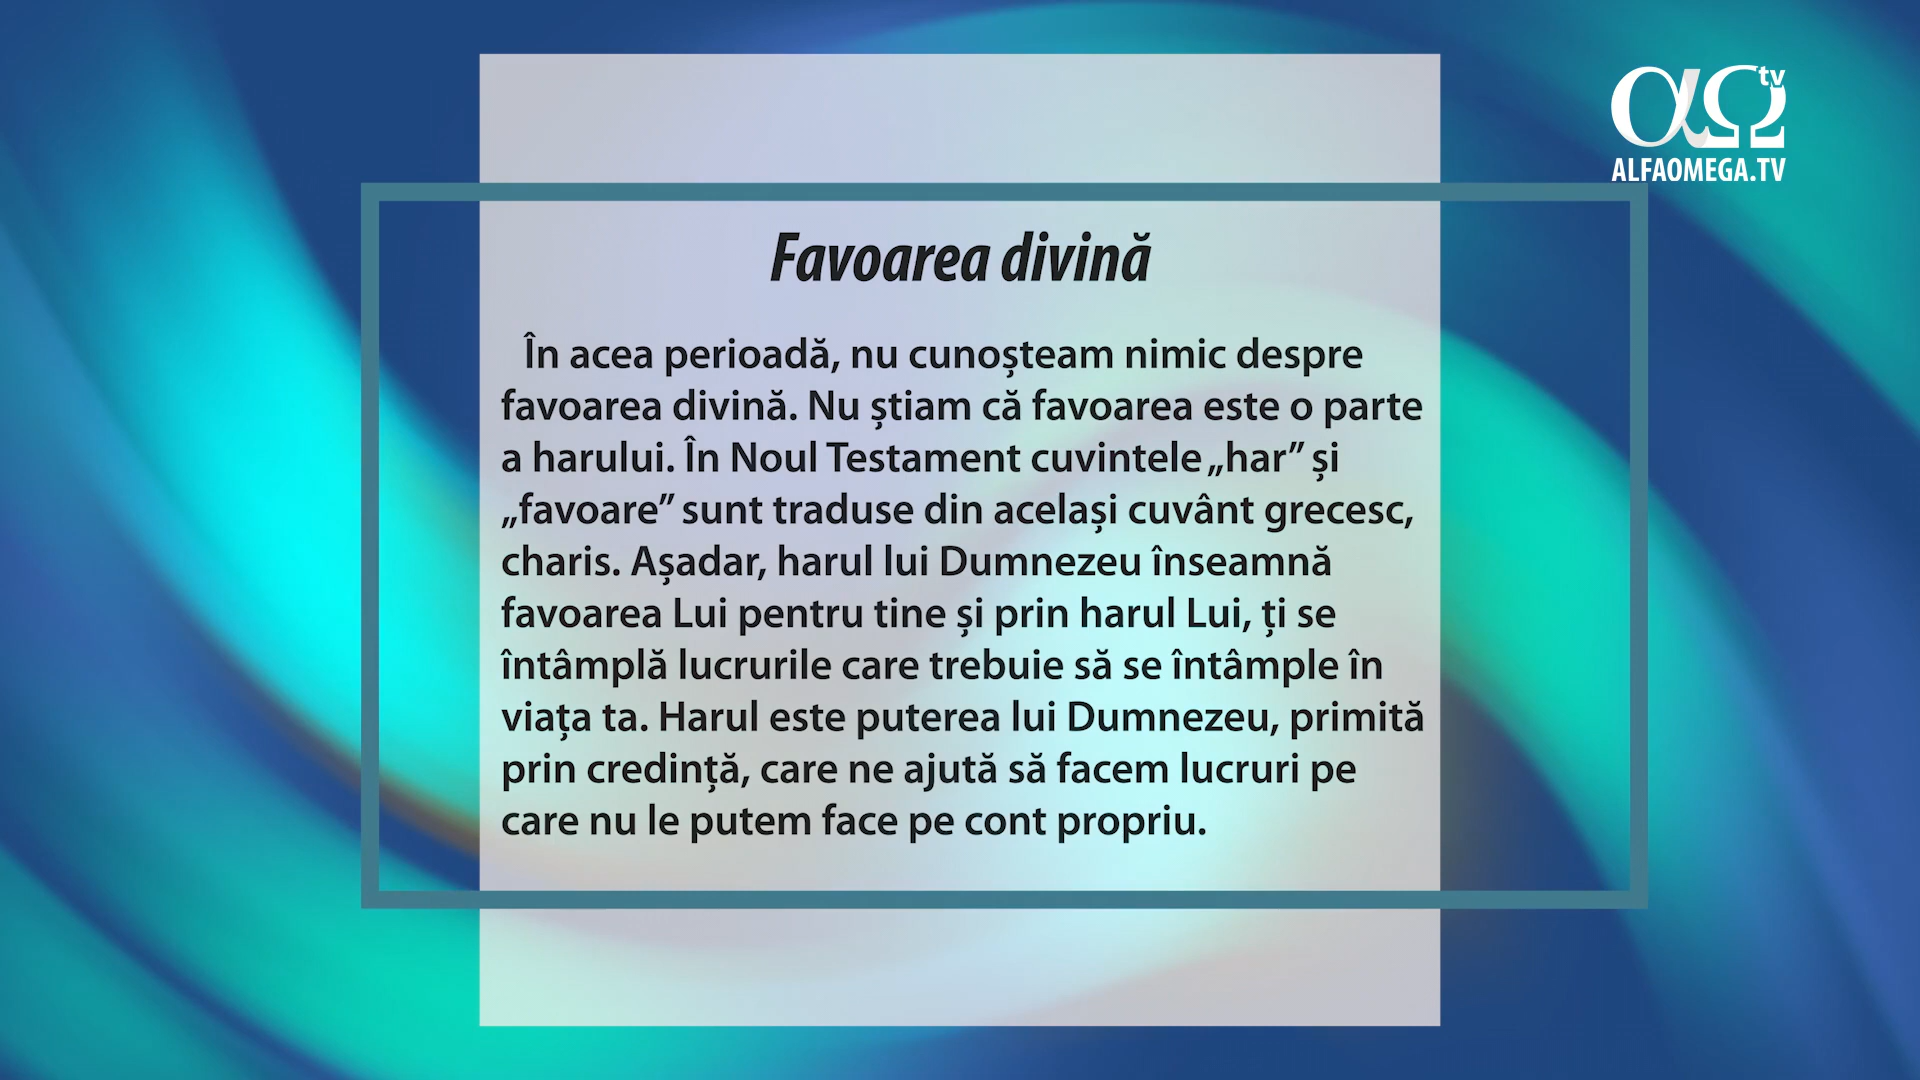 αΩ tv
ALFAOMEGA.TV
Favoarea divină
În acea perioadă, nu cunoșteam nimic despre
favoarea divină. Nu știam că favoarea este o parte
a harului. În Noul Testament cuvintele „har” și
„favoare” sunt traduse din același cuvânt grecesc,
charis. Așadar, harul lui Dumnezeu înseamnă
favoarea Lui pentru tine și prin harul Lui, ți se
întâmplă lucrurile care trebuie să se întâmple în
viața ta. Harul este puterea lui Dumnezeu, primită
prin credință, care ne ajută să facem lucruri pe
care nu le putem face pe cont propriu.